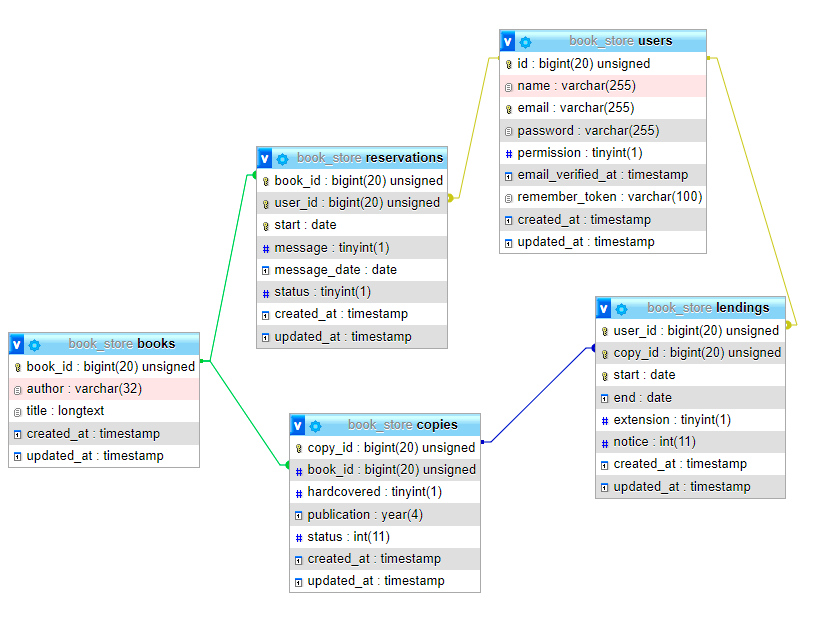 book_store users
id : bigint(20) unsigned
name : varchar(255)
email : varchar(255)
password : varchar(255)
permission : tinyint(1)
email_verified_at : timestamp
remember_token : varchar(100)
created_at : timestamp
updated_at : timestamp
book_store reservations
book_id : bigint(20) unsigned
user_id : bigint(20) unsigned
start : date
message : tinyint(1)
message_date : date
status : tinyint(1)
created_at : timestamp
updated_at : timestamp
book_store lendings
user_id : bigint(20) unsigned
copy_id : bigint(20) unsigned
start : date
end : date
extension : tinyint(1)
notice : int(11)
created_at : timestamp
updated_at : timestamp
book_store books
book_id : bigint(20) unsigned
author : varchar(32)
title : longtext
created_at : timestamp
updated_at : timestamp
book_store copies
copy_id : bigint(20) unsigned
book_id : bigint(20) unsigned
hardcovered : tinyint(1)
publication : year(4)
status : int(11)
created_at : timestamp
updated_at : timestamp